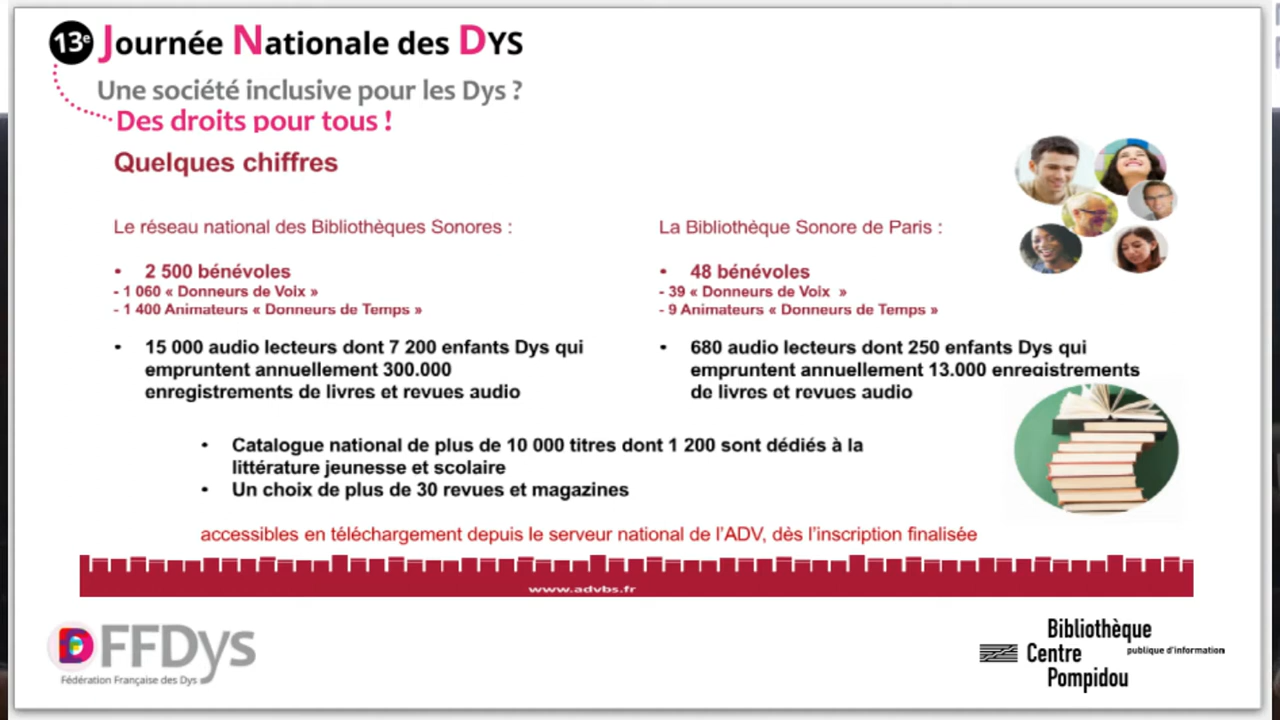 13e Journée Nationale des DYS
Une société inclusive pour les Dys ?
Des droits pour tous !
Quelques chiffres
Le réseau national des Bibliothèques Sonores :
• 2 500 bénévoles
- 1 060 « Donneurs de Voix »
- 1 400 Animateurs « Donneurs de Temps »
• 15 000 audio lecteurs dont 7 200 enfants Dys qui
empruntent annuellement 300.000
enregistrements de livres et revues audio
La Bibliothèque Sonore de Paris :
• 48 bénévoles
- 39 « Donneurs de Voix »
- 9 Animateurs « Donneurs de Temps »
• 680 audio lecteurs dont 250 enfants Dys qui
empruntent annuellement 13.000 enregistrements
de livres et revues audio
• Catalogue national de plus de 10 000 titres dont 1 200 sont dédiés à la
littérature jeunesse et scolaire
• Un choix de plus de 30 revues et magazines
accessibles en téléchargement depuis le serveur national de l'ADV, dès l'inscription finalisée
www.advbs.fr
FFDys
Fédération Française des Dys
Bibliothèque
publique d'information
Centre
Pompidou